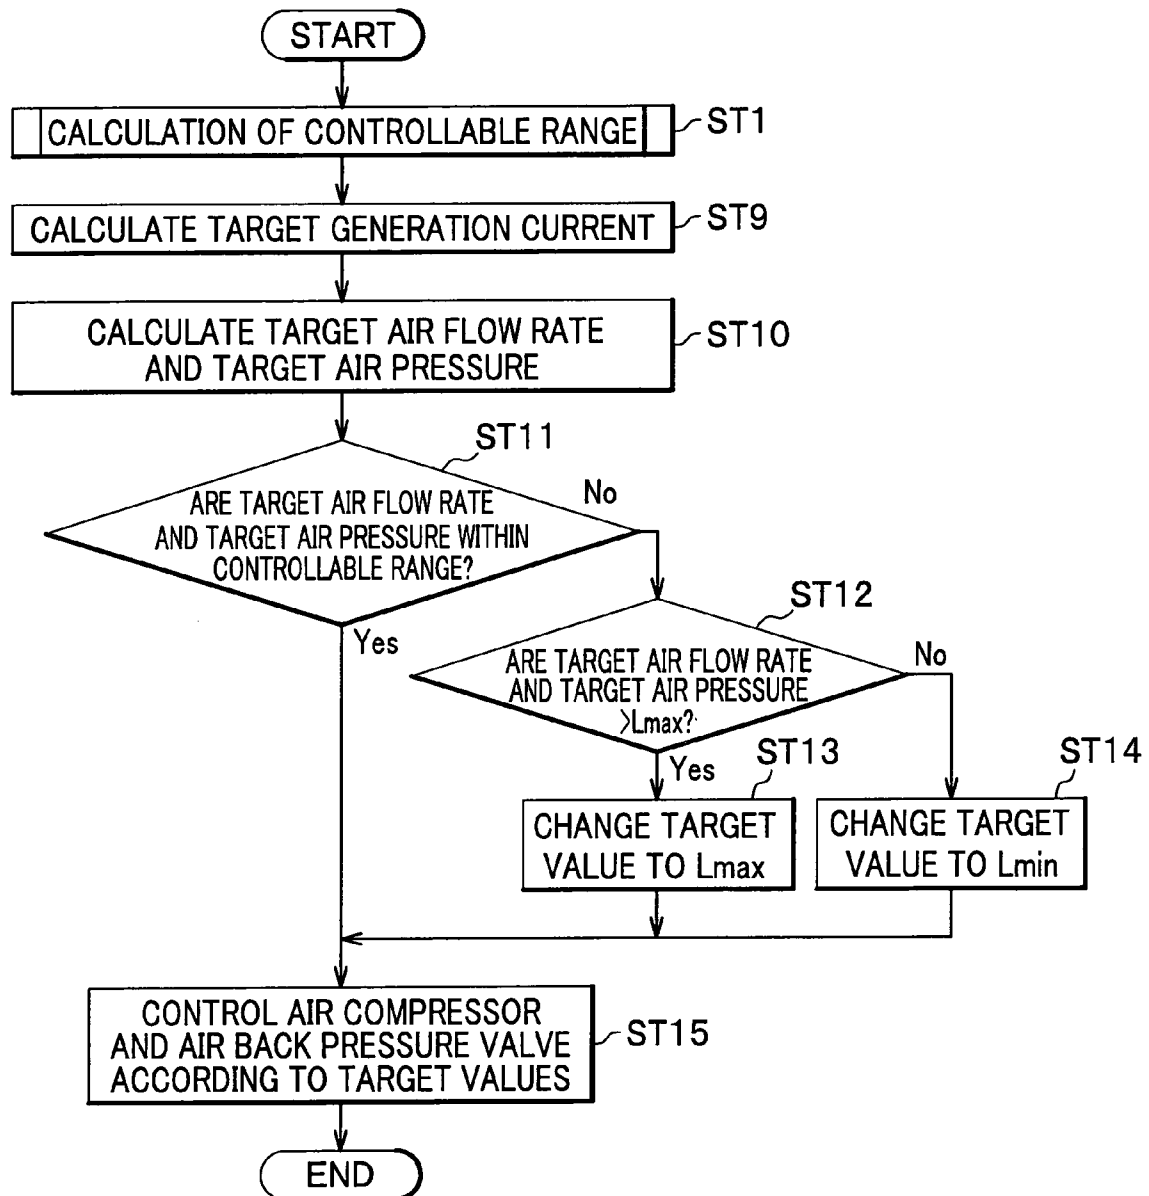 START
CALCULATION OF CONTROLLABLE RANGE
ST1
CALCULATE TARGET GENERATION CURRENT
ST9
CALCULATE TARGET AIR FLOW RATE
AND TARGET AIR PRESSURE
ST10
ST11
ARE TARGET AIR FLOW RATE
AND TARGET AIR PRESSURE WITHIN
CONTROLLABLE RANGE?
No
Yes
ST12
ARE TARGET AIR FLOW RATE
AND TARGET AIR PRESSURE
>Lmax?
No
Yes
ST13
CHANGE TARGET
VALUE TO Lmax
ST14
CHANGE TARGET
VALUE TO Lmin
CONTROL AIR COMPRESSOR
AND AIR BACK PRESSURE VALVE
ACCORDING TO TARGET VALUES
ST15
END